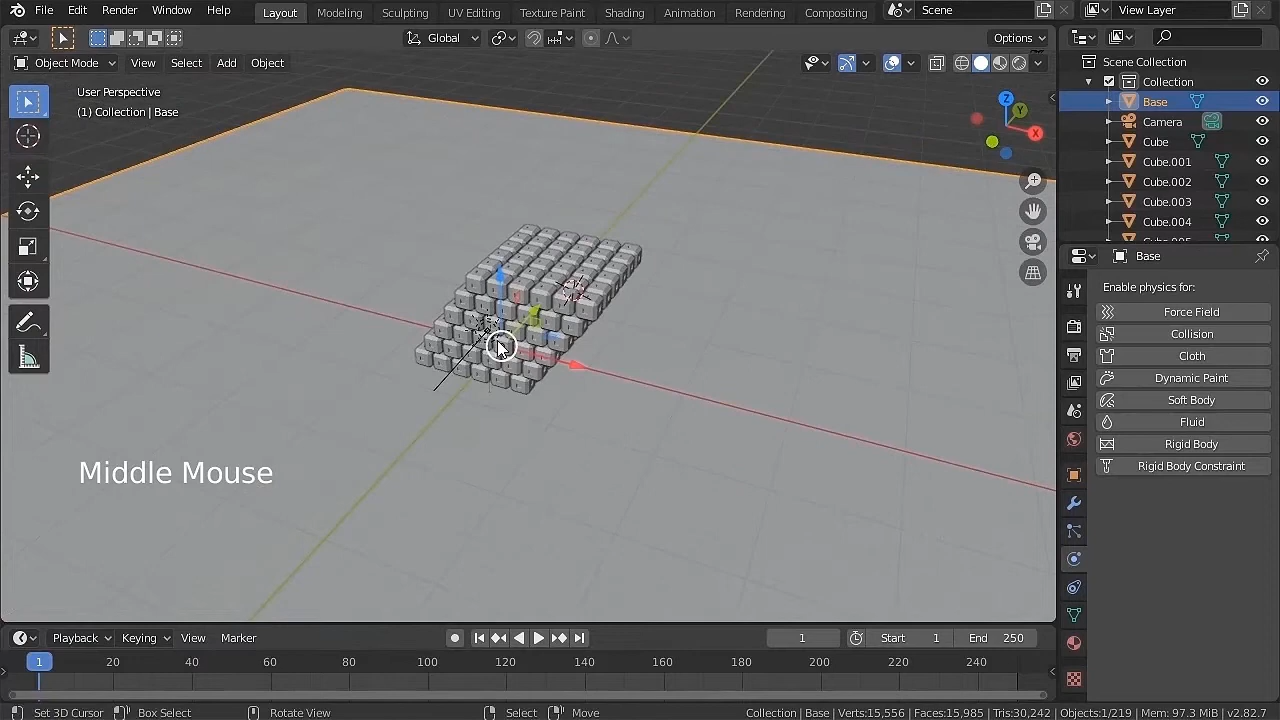 File Edit Render Window Help Layout Modeling Sculpting UV Editing Texture Paint Shading Animation Rendering Compositing Scene View Layer
Global Options
Object Mode View Select Add Object
User Perspective
(1) Collection | Base
Z
Y
X
Middle Mouse
Scene Collection
Collection
Base
Camera
Cube
Cube.001
Cube.002
Cube.003
Cube.004
Base
Enable physics for:
Force Field
Collision
Cloth
Dynamic Paint
Soft Body
Fluid
Rigid Body
Rigid Body Constraint
Playback Keying View Marker 1 Start 1 End 250
1 20 40 60 80 100 120 140 160 180 200 220 240
Set 3D Cursor Box Select Rotate View Select Move Collection | Base | Verts:15,556 | Faces:15,985 | Tris:30,242 | Objects:1/219 | Mem: 97.3 MiB | v2.82.7